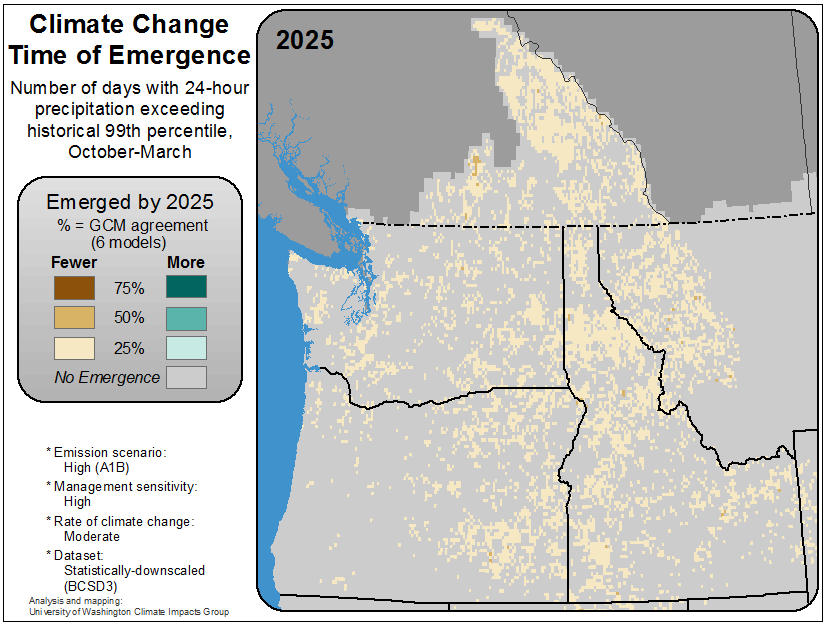 Climate Change
Time of Emergence
Number of days with 24-hour
precipitation exceeding
historical 99th percentile,
October-March
Emerged by 2025
% = GCM agreement
(6 models)
Fewer More
75%
50%
25%
No Emergence
* Emission scenario:
High (A1B)
* Management sensitivity:
High
* Rate of climate change:
Moderate
* Dataset:
Statistically-downscaled
(BCSD3)
Analysis and mapping:
University of Washington Climate Impacts Group
2025